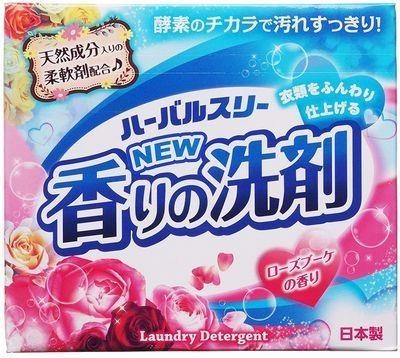 酵素のチカラで汚れすっきり!
天然成分入りの
柔軟剤配合♪
ハーバルスリー
衣類をふんわり
仕上げる
NEW
香りの洗剤
ローズブーケ
の香り
Laundry Detergent
日本製